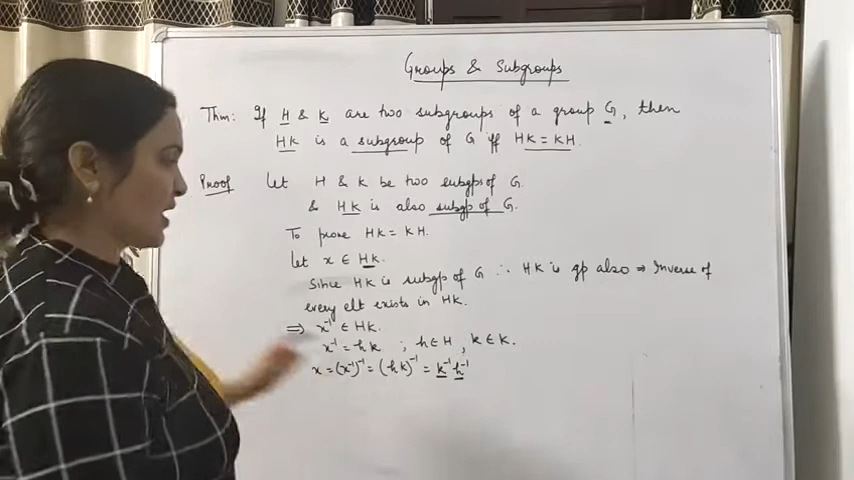 Groups & Subgroups
Thm: If H & K are two subgroups of a group G, then
HK is a subgroup of G iff HK = KH.
Proof Let H & K be two subgps of G.
& HK is also subgp of G.
To prove HK = KH.
Let x ∈ HK.
Since HK is subgp of G ∴ HK is gp also ⇒ Inverse of
every elt exists in HK.
⇒ x⁻¹ ∈ HK.
x⁻¹ = h k ; h ∈ H, k ∈ K.
x = (x⁻¹)⁻¹ = (hk)⁻¹ = k⁻¹ h⁻¹